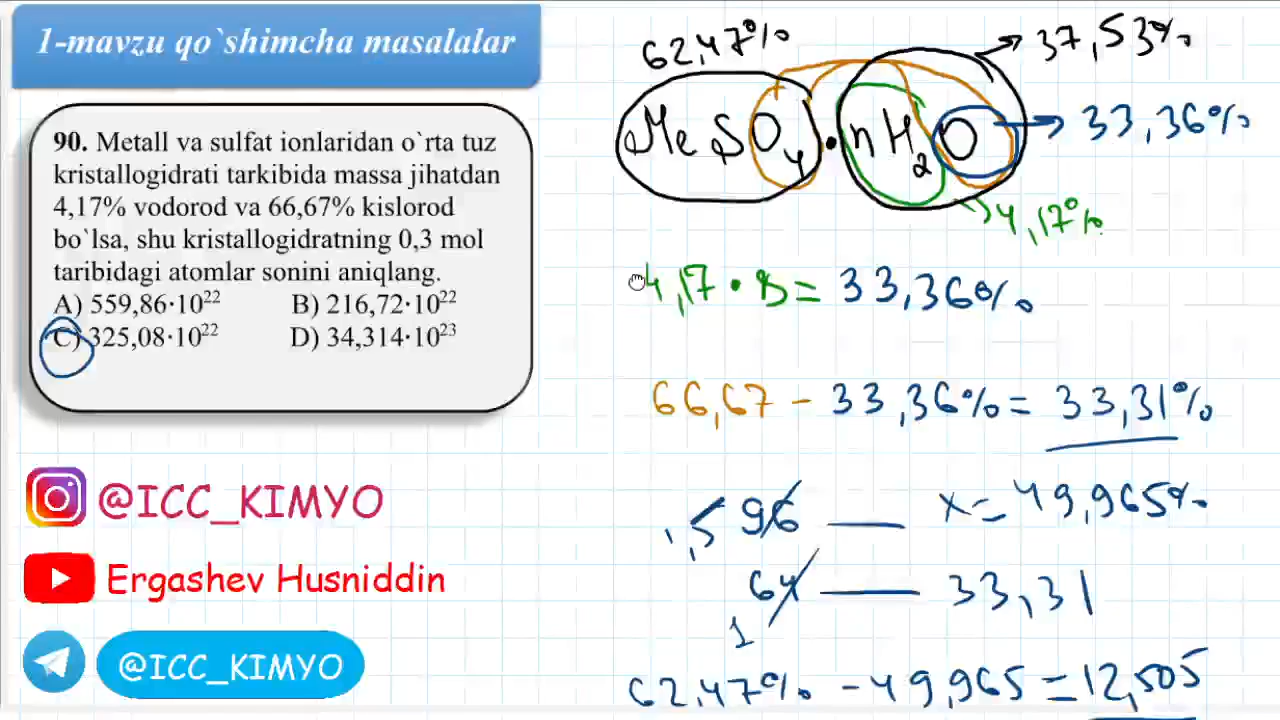 1-mavzu qo`shimcha masalalar
90. Metall va sulfat ionlaridan o`rta tuz
kristallogidrati tarkibida massa jihatdan
4,17% vodorod va 66,67% kislorod
bo`lsa, shu kristallogidratning 0,3 mol
taribidagi atomlar sonini aniqlang.
A) 559,86·10²² B) 216,72·10²²
C) 325,08·10²² D) 34,314·10²³
@ICC_KIMYO
Ergashev Husniddin
@ICC_KIMYO
62,47% 37,53%
MeSO₄ · nH₂O 33,36%
4,17%
4,17 · 8 = 33,36%
66,67 - 33,36% = 33,31%
1,5 96 — x = 49,965%
64 — 33,31
1
62,47% - 49,965 = 12,505